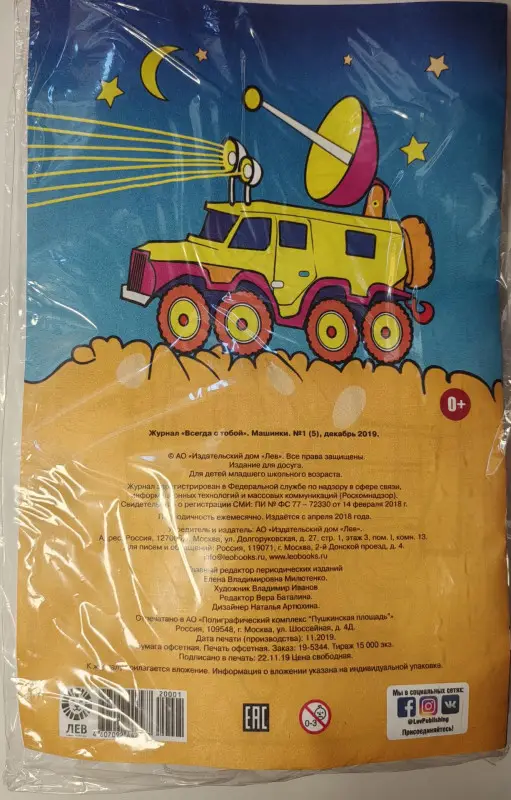 0+
Журнал «Всегда с тобой». Машинки. №1 (5), декабрь 2019.
© АО «Издательский дом «Лев». Все права защищены.
Издание для досуга.
Для детей младшего школьного возраста.
Журнал зарегистрирован в Федеральной службе по надзору в сфере связи,
информационных технологий и массовых коммуникаций (Роскомнадзор).
Свидетельство о регистрации СМИ: ПИ № ФС 77 – 72330 от 14 февраля 2018 г.
Периодичность ежемесячно. Издаётся с апреля 2018 года.
Учредитель и издатель: АО «Издательский дом «Лев».
Адрес: Россия, г. Москва, ул. Долгоруковская, д. 27, стр. 1, этаж 3, пом. I, комн. 13.
для писем и обращений: Россия, 119071, г. Москва, 2-й Донской проезд, д. 4.
info@leobooks.ru, www.leobooks.ru
Главный редактор периодических изданий
Елена Владимировна Милютенко.
Художник Владимир Иванов
Редактор Вера Баталина.
Дизайнер Наталья Артюхина.
Отпечатано в АО «Полиграфический комплекс "Пушкинская площадь"».
Россия, 109548, г. Москва, ул. Шоссейная, д. 4Д.
Дата печати (производства): 11.2019.
Бумага офсетная. Печать офсетная. Заказ: 19-5344. Тираж 15 000 экз.
Подписано в печать: 22.11.19 Цена свободная.
К журналу прилагается вложение. Информация о вложении указана на индивидуальной упаковке.
ЛЕВ
20001
EAC
0-3
Мы в социальных сетях:
@LevPublishing
Присоединяйтесь!